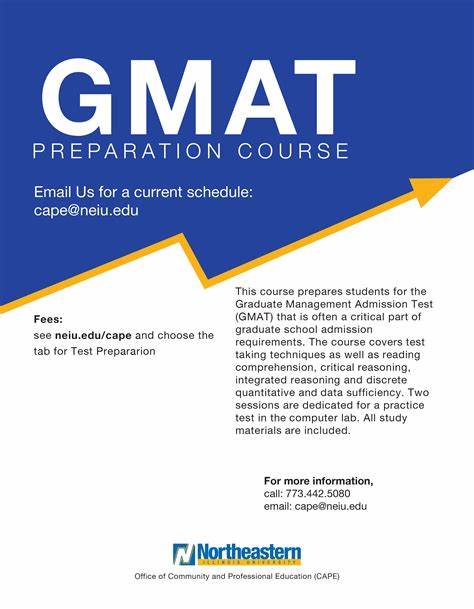 GMAT
PREPARATION COURSE
Email Us for a current schedule:
cape@neiu.edu
Fees:
see neiu.edu/cape and choose the
tab for Test Prepararion
This course prepares students for the
Graduate Management Admission Test
(GMAT) that is often a critical part of
graduate school admission
requirements. The course covers test
taking techniques as well as reading
comprehension, critical reasoning,
integrated reasoning and discrete
quantitative and data sufficiency. Two
sessions are dedicated for a practice
test in the computer lab. All study
materials are included.
For more information,
call: 773.442.5080
email: cape@neiu.edu
N Northeastern
ILLINOIS UNIVERSITY
Office of Community and Professional Education (CAPE)